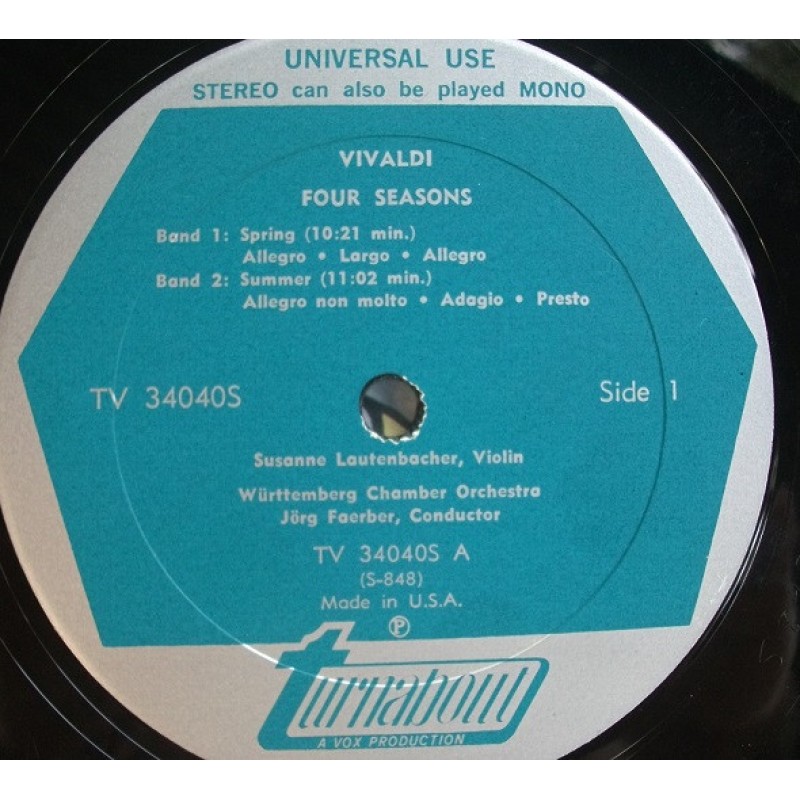 UNIVERSAL USE
STEREO can also be played MONO
VIVALDI
FOUR SEASONS
Band 1: Spring (10:21 min.)
Allegro • Largo • Allegro
Band 2: Summer (11:02 min.)
Allegro non molto • Adagio • Presto
TV 34040S
Side 1
Susanne Lautenbacher, Violin
Württemberg Chamber Orchestra
Jörg Faerber, Conductor
TV 34040S A
(S-848)
Made in U.S.A.
℗
turnabout
A VOX PRODUCTION